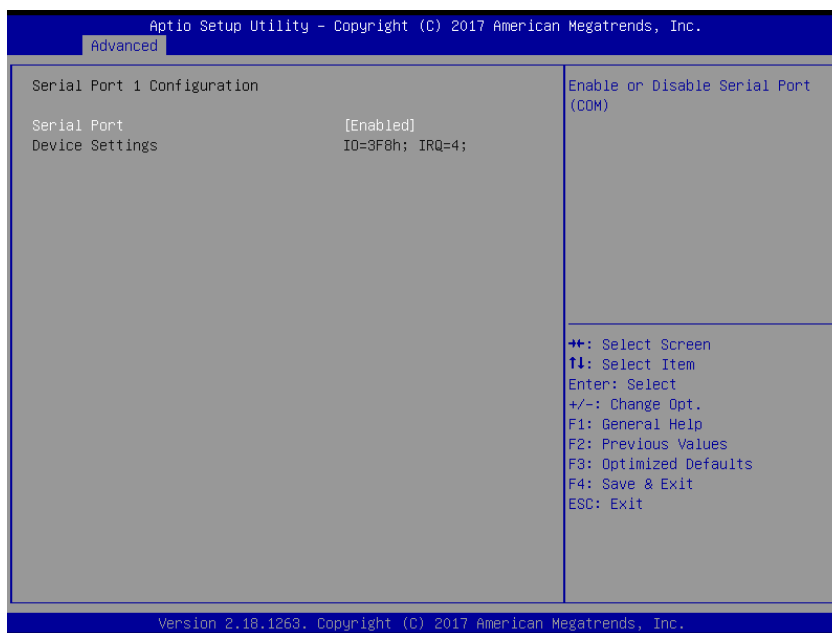 Aptio Setup Utility – Copyright (C) 2017 American Megatrends, Inc.
Advanced
Serial Port 1 Configuration
Serial Port [Enabled]
Device Settings IO=3F8h; IRQ=4;
Enable or Disable Serial Port
(COM)
→←: Select Screen
↑↓: Select Item
Enter: Select
+/-: Change Opt.
F1: General Help
F2: Previous Values
F3: Optimized Defaults
F4: Save & Exit
ESC: Exit
Version 2.18.1263. Copyright (C) 2017 American Megatrends, Inc.